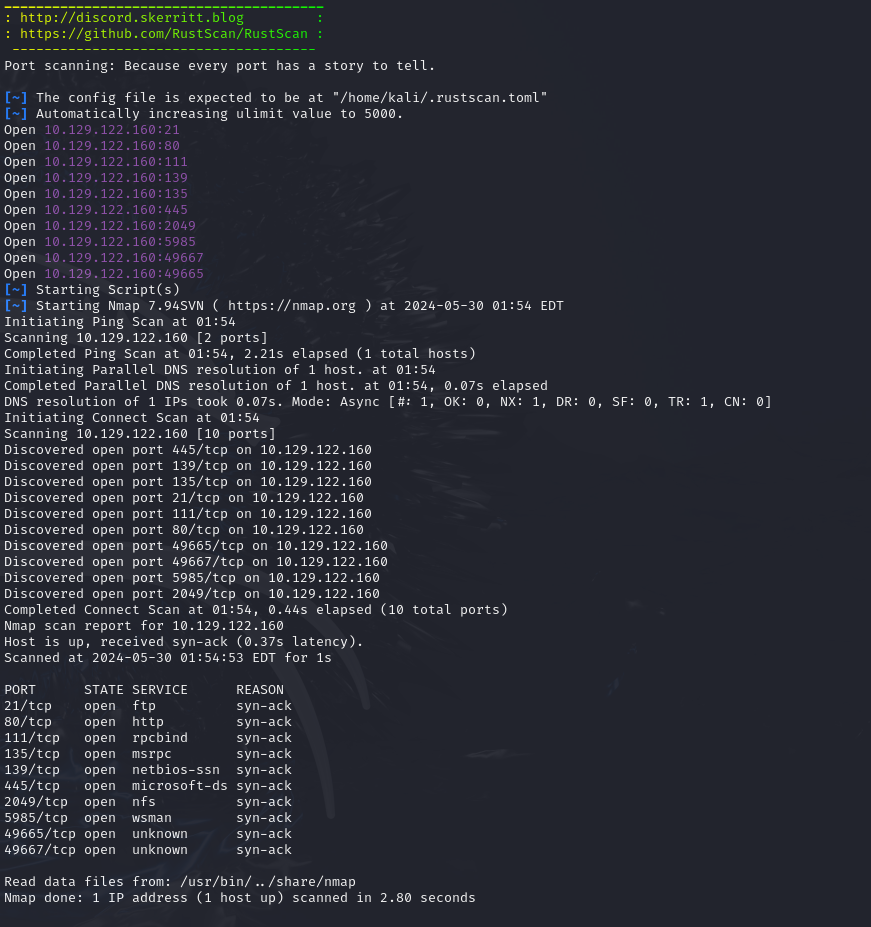 ________________________________________
: http://discord.skerritt.blog         :
: https://github.com/RustScan/RustScan :
 --------------------------------------
Port scanning: Because every port has a story to tell.

[~] The config file is expected to be at "/home/kali/.rustscan.toml"
[~] Automatically increasing ulimit value to 5000.
Open 10.129.122.160:21
Open 10.129.122.160:80
Open 10.129.122.160:111
Open 10.129.122.160:139
Open 10.129.122.160:135
Open 10.129.122.160:445
Open 10.129.122.160:2049
Open 10.129.122.160:5985
Open 10.129.122.160:49667
Open 10.129.122.160:49665
[~] Starting Script(s)
[~] Starting Nmap 7.94SVN ( https://nmap.org ) at 2024-05-30 01:54 EDT
Initiating Ping Scan at 01:54
Scanning 10.129.122.160 [2 ports]
Completed Ping Scan at 01:54, 2.21s elapsed (1 total hosts)
Initiating Parallel DNS resolution of 1 host. at 01:54
Completed Parallel DNS resolution of 1 host. at 01:54, 0.07s elapsed
DNS resolution of 1 IPs took 0.07s. Mode: Async [#: 1, OK: 0, NX: 1, DR: 0, SF: 0, TR: 1, CN: 0]
Initiating Connect Scan at 01:54
Scanning 10.129.122.160 [10 ports]
Discovered open port 445/tcp on 10.129.122.160
Discovered open port 139/tcp on 10.129.122.160
Discovered open port 135/tcp on 10.129.122.160
Discovered open port 21/tcp on 10.129.122.160
Discovered open port 111/tcp on 10.129.122.160
Discovered open port 80/tcp on 10.129.122.160
Discovered open port 49665/tcp on 10.129.122.160
Discovered open port 49667/tcp on 10.129.122.160
Discovered open port 5985/tcp on 10.129.122.160
Discovered open port 2049/tcp on 10.129.122.160
Completed Connect Scan at 01:54, 0.44s elapsed (10 total ports)
Nmap scan report for 10.129.122.160
Host is up, received syn-ack (0.37s latency).
Scanned at 2024-05-30 01:54:53 EDT for 1s

PORT      STATE SERVICE      REASON
21/tcp    open  ftp          syn-ack
80/tcp    open  http         syn-ack
111/tcp   open  rpcbind      syn-ack
135/tcp   open  msrpc        syn-ack
139/tcp   open  netbios-ssn  syn-ack
445/tcp   open  microsoft-ds syn-ack
2049/tcp  open  nfs          syn-ack
5985/tcp  open  wsman        syn-ack
49665/tcp open  unknown      syn-ack
49667/tcp open  unknown      syn-ack

Read data files from: /usr/bin/../share/nmap
Nmap done: 1 IP address (1 host up) scanned in 2.80 seconds